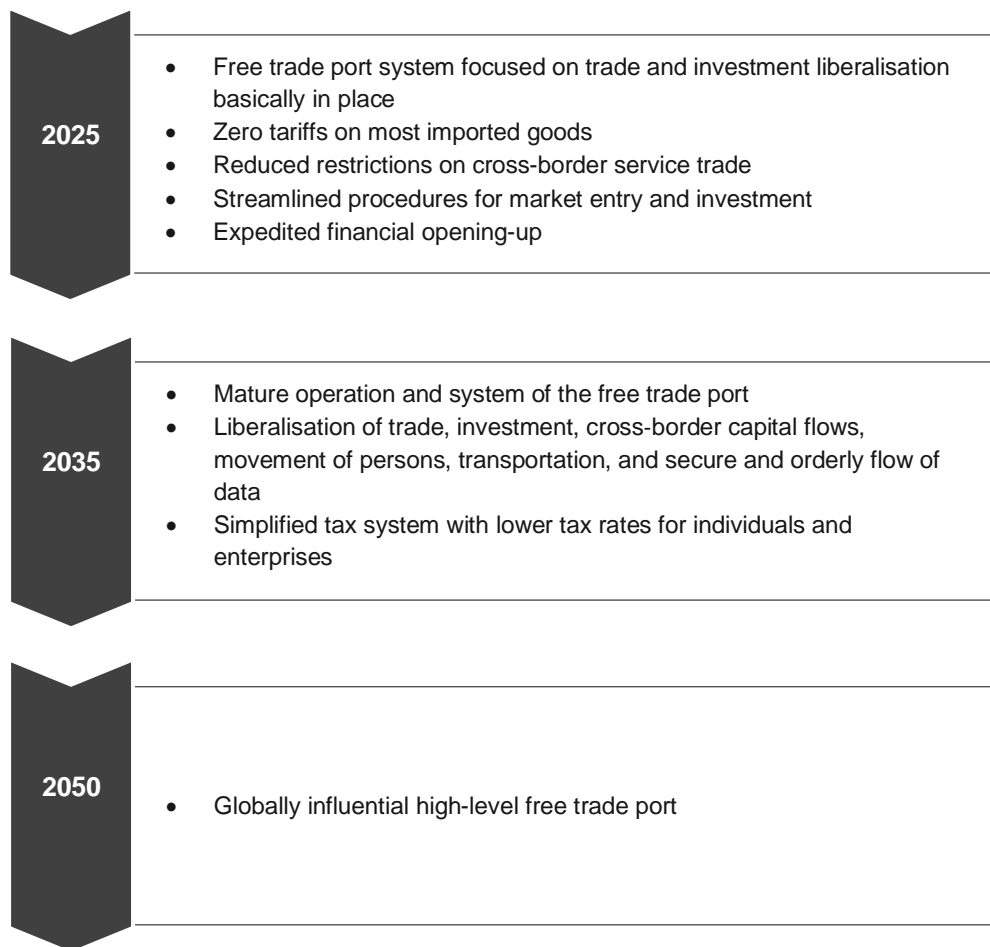 2025
• Free trade port system focused on trade and investment liberalisation
basically in place
• Zero tariffs on most imported goods
• Reduced restrictions on cross-border service trade
• Streamlined procedures for market entry and investment
• Expedited financial opening-up
2035
• Mature operation and system of the free trade port
• Liberalisation of trade, investment, cross-border capital flows,
movement of persons, transportation, and secure and orderly flow of
data
• Simplified tax system with lower tax rates for individuals and
enterprises
2050
• Globally influential high-level free trade port